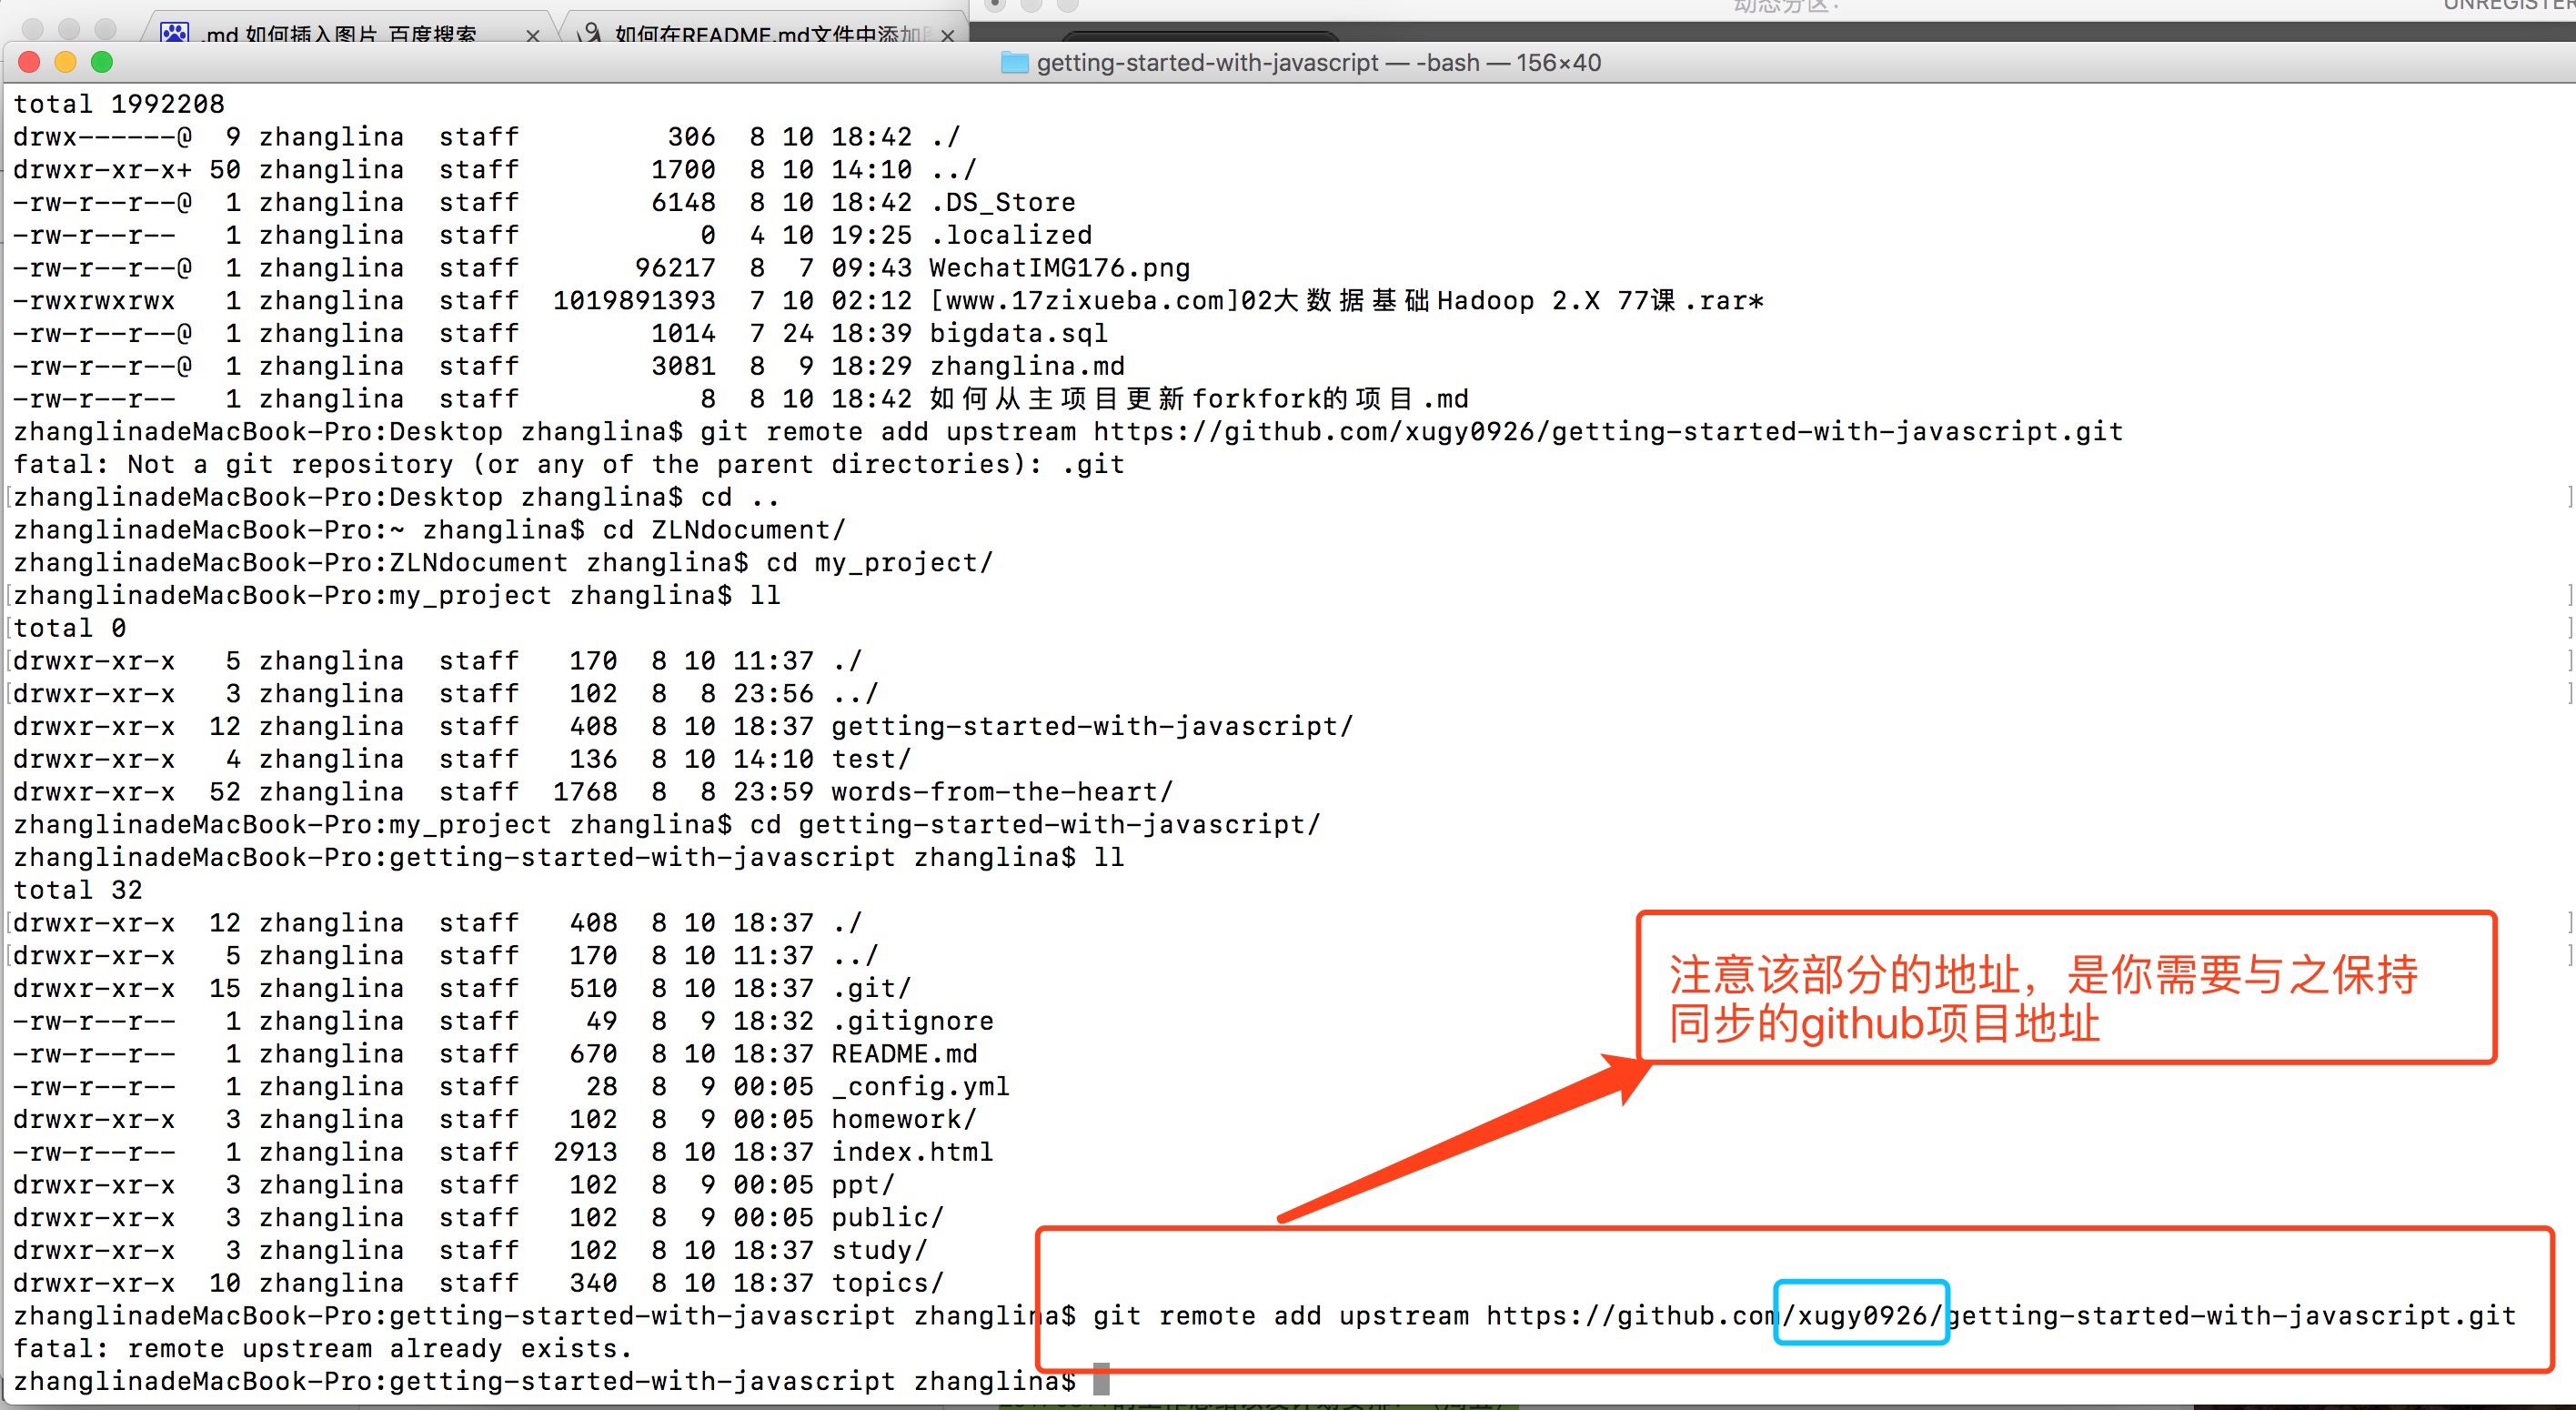 .md 如何插入图片_百度搜索
如何在README.md文件中添加
getting-started-with-javascript — -bash — 156×40
total 1992208
drwx------@  9 zhanglina  staff         306  8 10 18:42 ./
drwxr-xr-x+ 50 zhanglina  staff        1700  8 10 14:10 ../
-rw-r--r--@  1 zhanglina  staff        6148  8 10 18:42 .DS_Store
-rw-r--r--   1 zhanglina  staff           0  4 10 19:25 .localized
-rw-r--r--@  1 zhanglina  staff       96217  8  7 09:43 WechatIMG176.png
-rwxrwxrwx   1 zhanglina  staff  1019891393  7 10 02:12 [www.17zixueba.com]02大数据基础Hadoop 2.X 77课.rar*
-rw-r--r--@  1 zhanglina  staff        1014  7 24 18:39 bigdata.sql
-rw-r--r--@  1 zhanglina  staff        3081  8  9 18:29 zhanglina.md
-rw-r--r--   1 zhanglina  staff           8  8 10 18:42 如何从主项目更新forkfork的项目.md
zhanglinadeMacBook-Pro:Desktop zhanglina$ git remote add upstream https://github.com/xugy0926/getting-started-with-javascript.git
fatal: Not a git repository (or any of the parent directories): .git
[zhanglinadeMacBook-Pro:Desktop zhanglina$ cd .. ]
zhanglinadeMacBook-Pro:~ zhanglina$ cd ZLNdocument/
zhanglinadeMacBook-Pro:ZLNdocument zhanglina$ cd my_project/
[zhanglinadeMacBook-Pro:my_project zhanglina$ ll ]
[total 0 ]
[drwxr-xr-x   5 zhanglina  staff   170  8 10 11:37 ./ ]
[drwxr-xr-x   3 zhanglina  staff   102  8  8 23:56 ../ ]
drwxr-xr-x  12 zhanglina  staff   408  8 10 18:37 getting-started-with-javascript/
drwxr-xr-x   4 zhanglina  staff   136  8 10 14:10 test/
drwxr-xr-x  52 zhanglina  staff  1768  8  8 23:59 words-from-the-heart/
zhanglinadeMacBook-Pro:my_project zhanglina$ cd getting-started-with-javascript/
zhanglinadeMacBook-Pro:getting-started-with-javascript zhanglina$ ll
total 32
[drwxr-xr-x  12 zhanglina  staff   408  8 10 18:37 ./ ]
[drwxr-xr-x   5 zhanglina  staff   170  8 10 11:37 ../ ]
drwxr-xr-x  15 zhanglina  staff   510  8 10 18:37 .git/
-rw-r--r--   1 zhanglina  staff    49  8  9 18:32 .gitignore
-rw-r--r--   1 zhanglina  staff   670  8 10 18:37 README.md
-rw-r--r--   1 zhanglina  staff    28  8  9 00:05 _config.yml
drwxr-xr-x   3 zhanglina  staff   102  8  9 00:05 homework/
-rw-r--r--   1 zhanglina  staff  2913  8 10 18:37 index.html
drwxr-xr-x   3 zhanglina  staff   102  8  9 00:05 ppt/
drwxr-xr-x   3 zhanglina  staff   102  8  9 00:05 public/
drwxr-xr-x   3 zhanglina  staff   102  8 10 18:37 study/
drwxr-xr-x  10 zhanglina  staff   340  8 10 18:37 topics/
zhanglinadeMacBook-Pro:getting-started-with-javascript zhanglina$ git remote add upstream https://github.com/xugy0926/getting-started-with-javascript.git
fatal: remote upstream already exists.
zhanglinadeMacBook-Pro:getting-started-with-javascript zhanglina$
注意该部分的地址，是你需要与之保持
同步的github项目地址